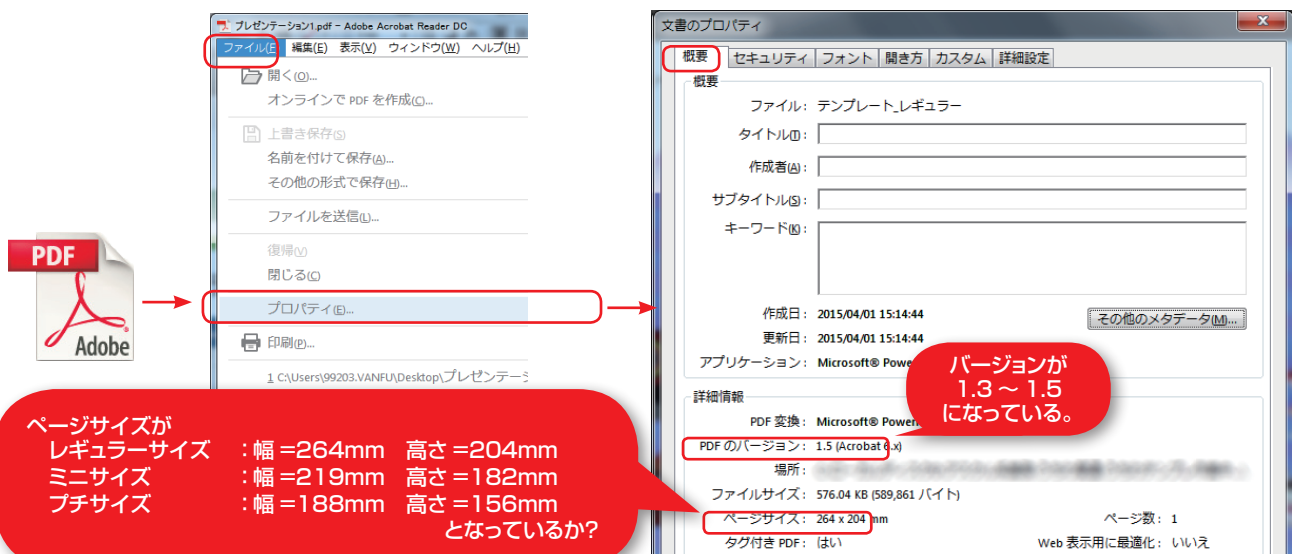 PDF
Adobe
プレゼンテーション1.pdf - Adobe Acrobat Reader DC
ファイル(F) 編集(E) 表示(V) ウィンドウ(W) ヘルプ(H)
開く(O)...
オンラインで PDF を作成(C)...
上書き保存(S)
名前を付けて保存(A)...
その他の形式で保存(H)...
ファイルを送信(L)...
復帰(V)
閉じる(C)
プロパティ(E)...
印刷(P)...
1 C:\Users\99203.VANFU\Desktop\プレゼンテーシ
ページサイズが
レギュラーサイズ :幅=264mm 高さ=204mm
ミニサイズ :幅=219mm 高さ=182mm
プチサイズ :幅=188mm 高さ=156mm
となっているか?
文書のプロパティ
概要 セキュリティ フォント 開き方 カスタム 詳細設定
概要
ファイル: テンプレート_レギュラー
タイトル(T):
作成者(A):
サブタイトル(S):
キーワード(K):
作成日: 2015/04/01 15:14:44
その他のメタデータ(M)...
更新日: 2015/04/01 15:14:44
アプリケーション: Microsoft® Powe
バージョンが
1.3～1.5
になっている。
詳細情報
PDF 変換: Microsoft® Power
PDF のバージョン: 1.5 (Acrobat 6.x)
場所:
ファイルサイズ: 576.04 KB (589,861 バイト)
ページサイズ: 264 x 204 mm ページ数: 1
タグ付き PDF: はい Web 表示用に最適化: いいえ